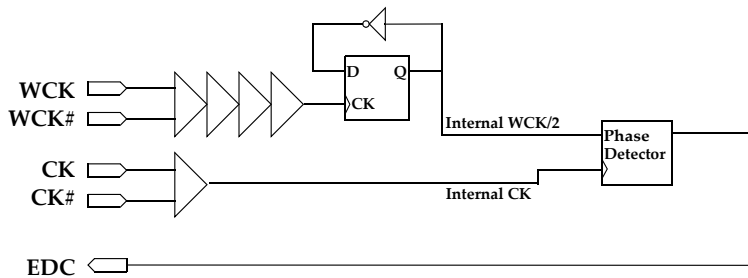 WCK
WCK#
D
Q
CK
Internal WCK/2
Phase
Detector
CK
CK#
Internal CK
EDC